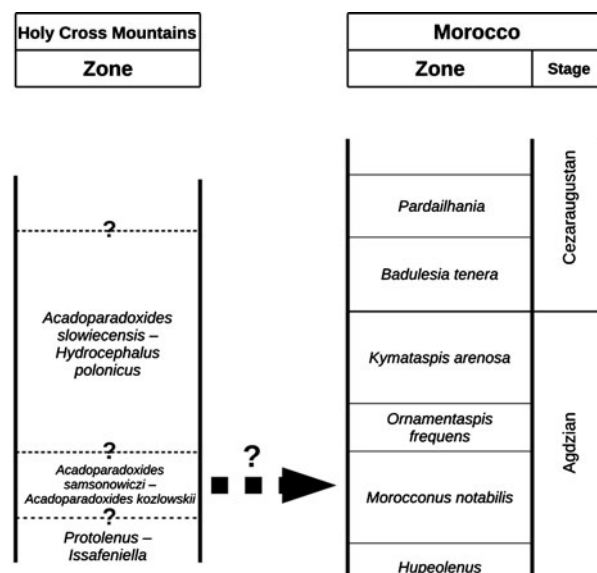 Holy Cross Mountains
Zone
?
Acadoparadoxides
slowiecensis –
Hydrocephalus
polonicus
?
Acadoparadoxides
samsonowiczi –
Acadoparadoxides kozlowskii
?
Protolenus –
Issafeniella
?
Morocco
Zone
Stage
Pardailhania
Badulesia tenera
Cezaraugustan
Kymataspis arenosa
Ornamentaspis
frequens
Morocconus notabilis
Hupeolenus
Agdzian